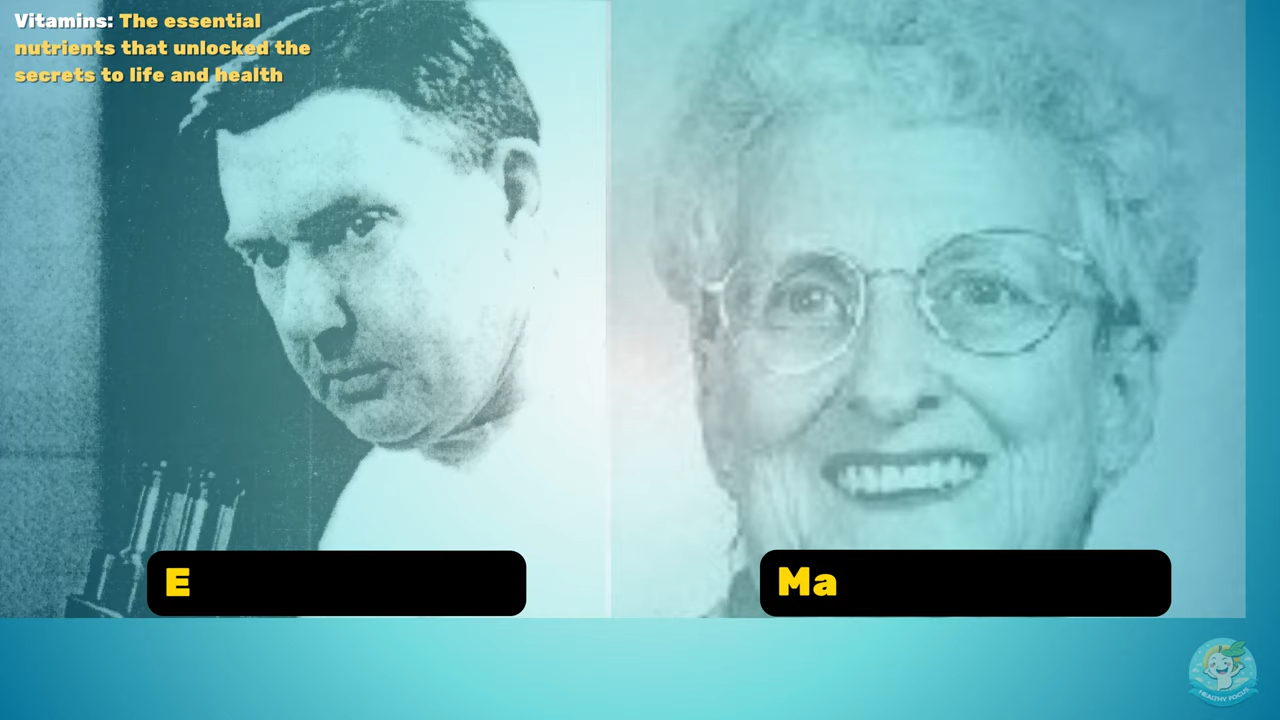 Vitamins: The essential
nutrients that unlocked the
secrets to life and health
E
Ma
HEALTHY FOCUS